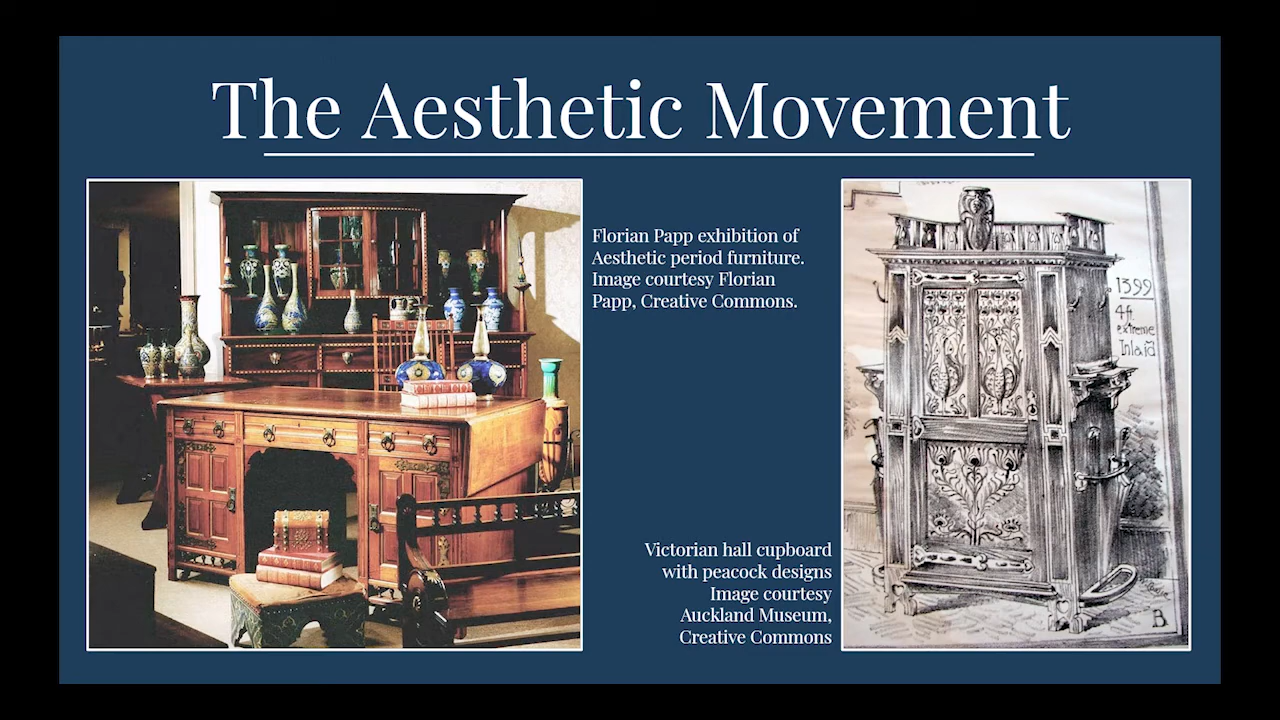 The Aesthetic Movement
Florian Papp exhibition of
Aesthetic period furniture.
Image courtesy Florian
Papp, Creative Commons.
1399
4ft
extreme
Inlaid
Victorian hall cupboard
with peacock designs
Image courtesy
Auckland Museum,
Creative Commons
B